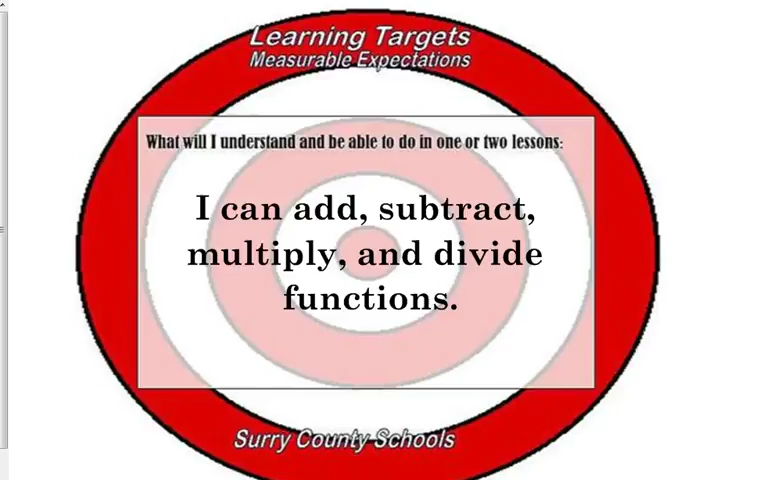 Learning Targets
Measurable Expectations
What will I understand and be able to do in one or two lessons:
I can add, subtract,
multiply, and divide
functions.
Surry County Schools